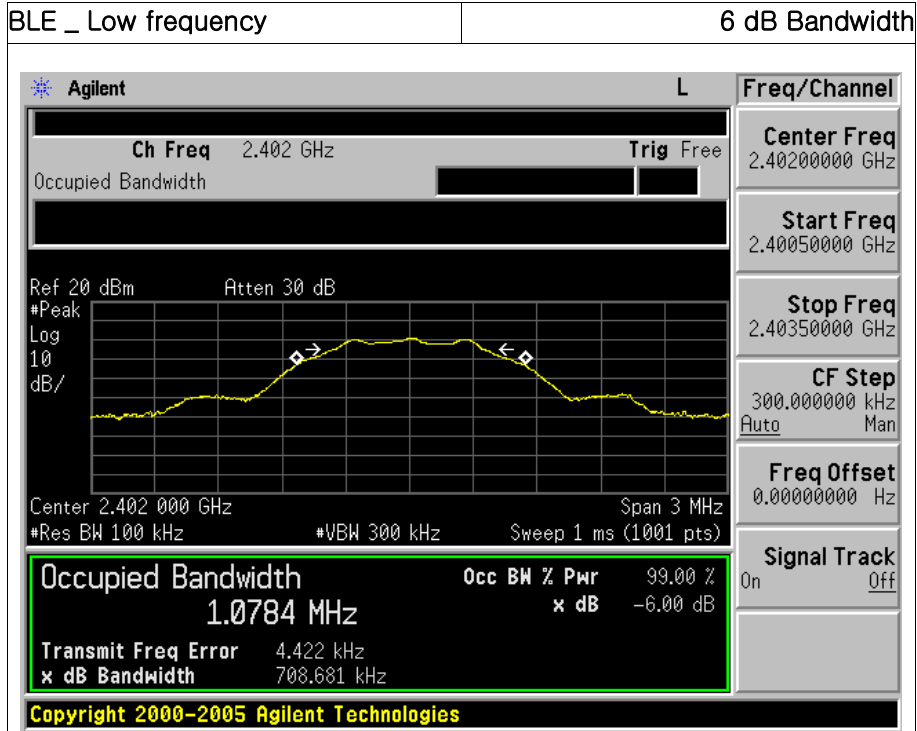 BLE _ Low frequency
6 dB Bandwidth
Agilent
L
Freq/Channel
Ch Freq 2.402 GHz
Trig Free
Occupied Bandwidth
Center Freq
2.40200000 GHz
Start Freq
2.40050000 GHz
Stop Freq
2.40350000 GHz
CF Step
300.000000 kHz
Auto Man
Freq Offset
0.00000000 Hz
Signal Track
On Off
Ref 20 dBm
Atten 30 dB
#Peak
Log
10
dB/
Center 2.402 000 GHz
Span 3 MHz
#Res BW 100 kHz
#VBW 300 kHz
Sweep 1 ms (1001 pts)
Occupied Bandwidth
1.0784 MHz
Occ BW % Pwr 99.00 %
x dB -6.00 dB
Transmit Freq Error 4.422 kHz
x dB Bandwidth 708.681 kHz
Copyright 2000-2005 Agilent Technologies